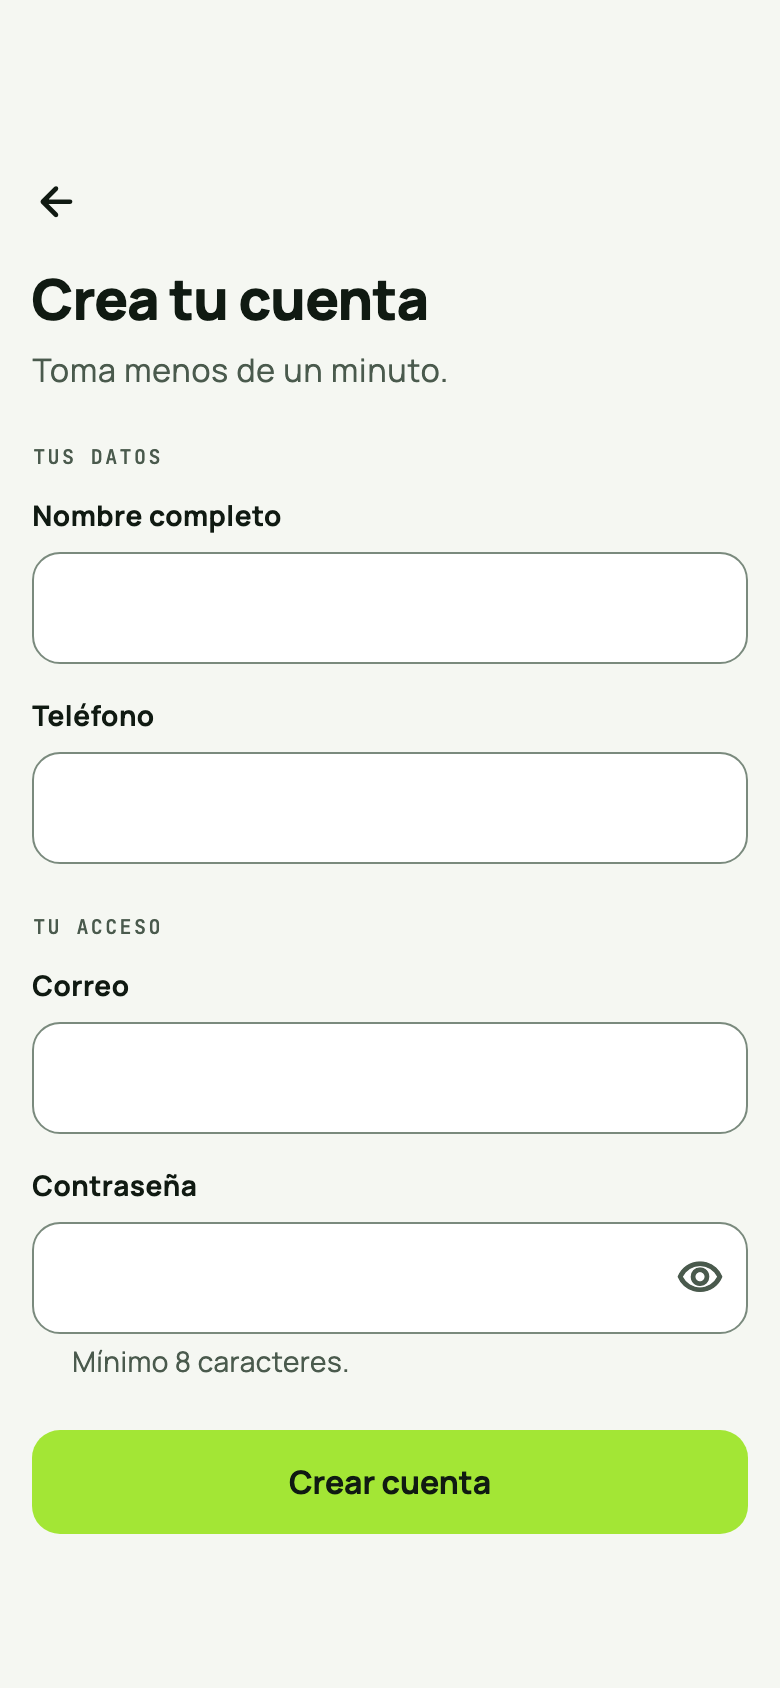 Crea tu cuenta
Toma menos de un minuto.
TUS DATOS
Nombre completo
Teléfono
TU ACCESO
Correo
Contraseña
Mínimo 8 caracteres.
Crear cuenta